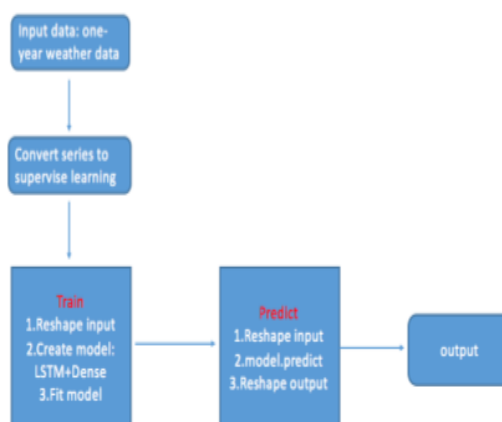 Input data: one-
year weather data
Convert series to
supervise learning
Train
1.Reshape input
2.Create model:
LSTM+Dense
3.Fit model
Predict
1.Reshape input
2.model.predict
3.Reshape output
output